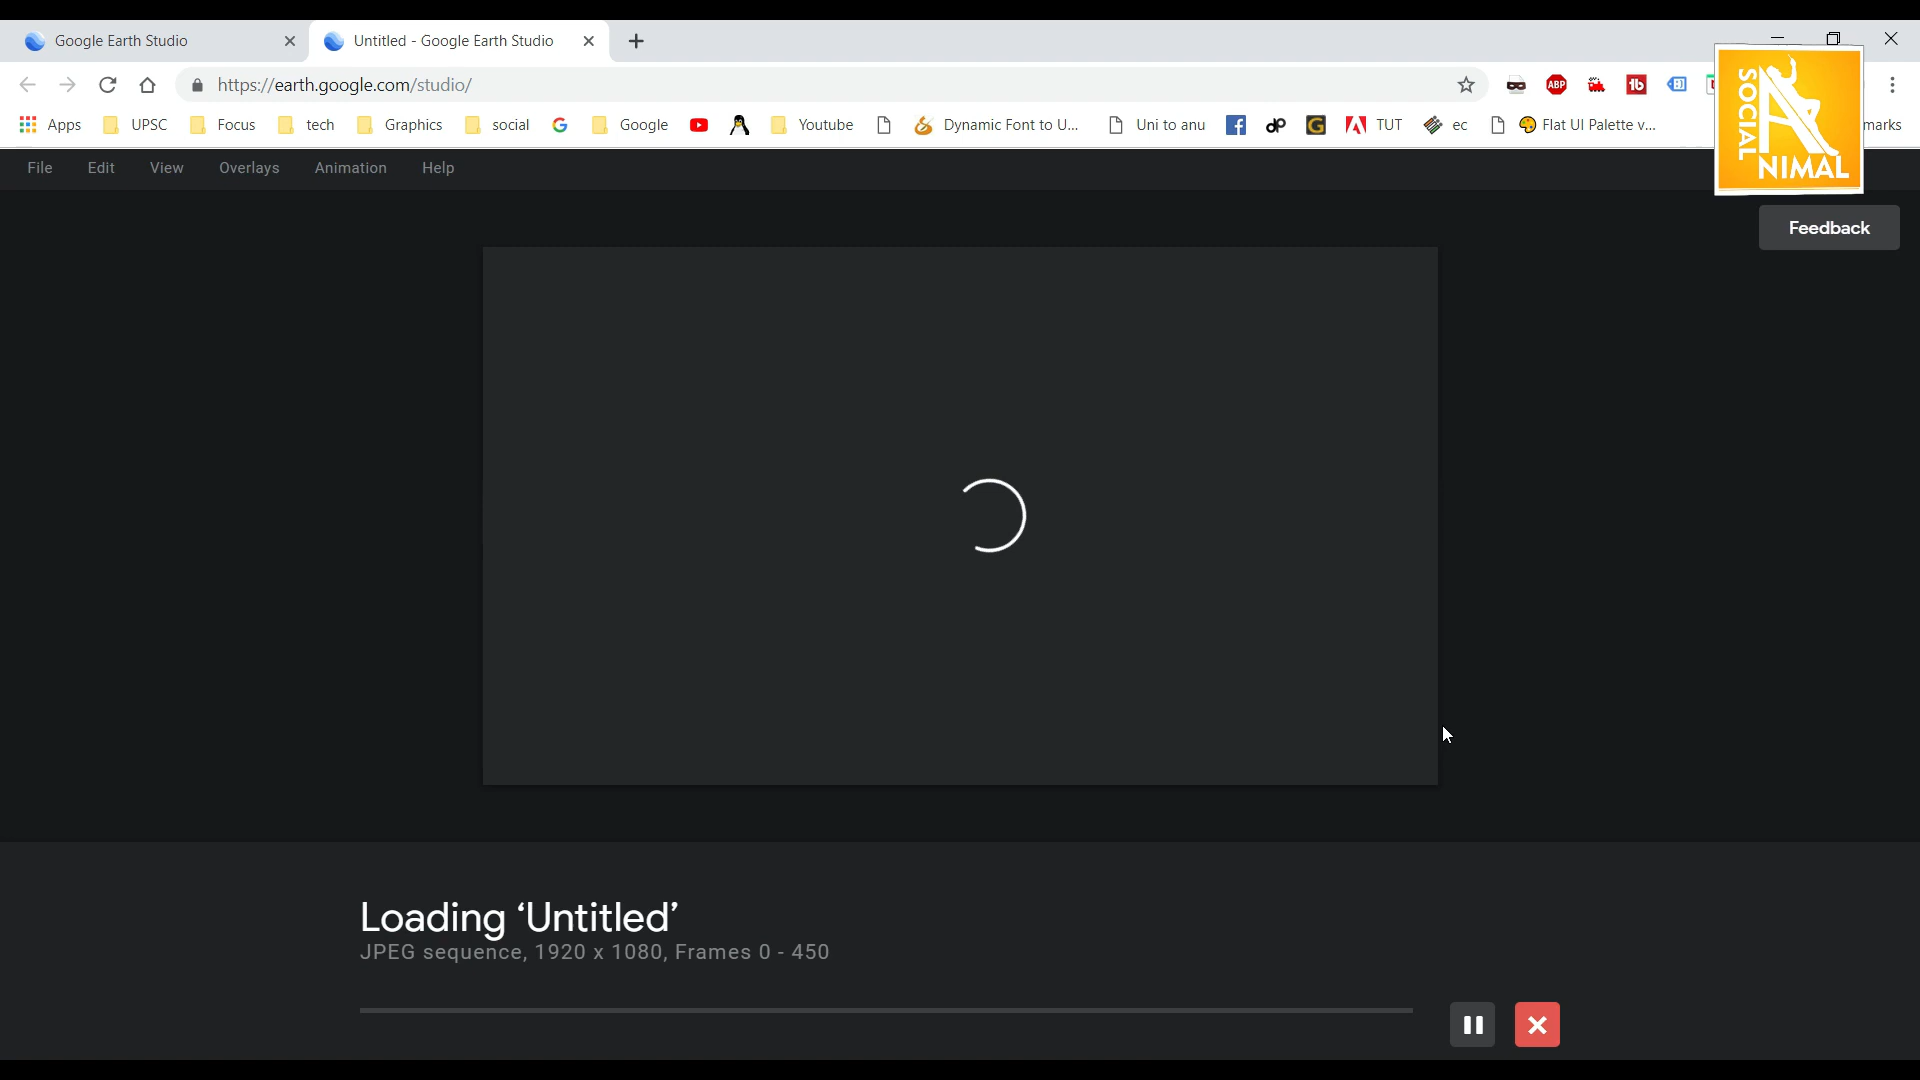 Google Earth Studio
Untitled - Google Earth Studio
https://earth.google.com/studio/
ABP
Apps UPSC Focus tech Graphics social Google Youtube Dynamic Font to U... Uni to anu TUT ec Flat UI Palette v... marks
SOCIAL
ANIMAL
File Edit View Overlays Animation Help
Feedback
Loading ‘Untitled’
JPEG sequence, 1920 x 1080, Frames 0 - 450